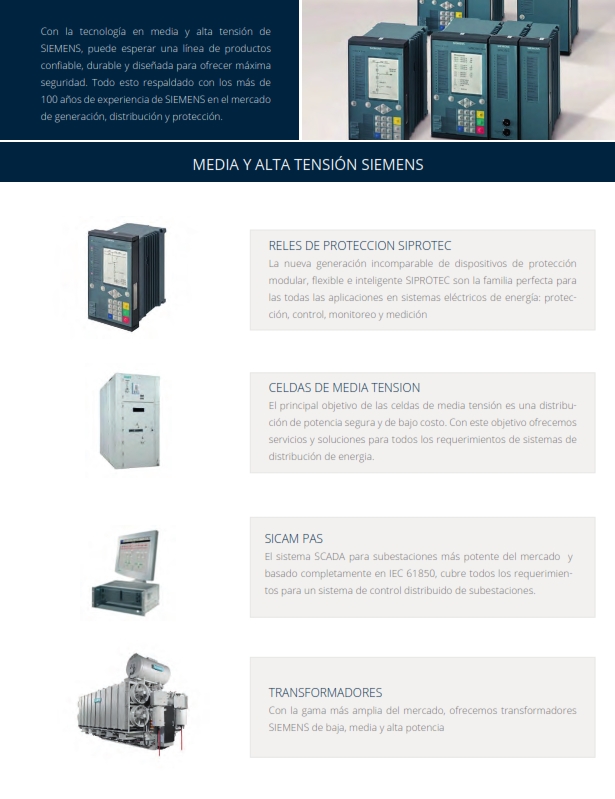 Con la tecnología en media y alta tensión de
SIEMENS, puede esperar una línea de productos
confiable, durable y diseñada para ofrecer máxima
seguridad. Todo esto respaldado con los más de
100 años de experiencia de SIEMENS en el mercado
de generación, distribución y protección.
MEDIA Y ALTA TENSIÓN SIEMENS
RELES DE PROTECCION SIPROTEC
La nueva generación incomparable de dispositivos de protección
modular, flexible e inteligente SIPROTEC son la familia perfecta para
las todas las aplicaciones en sistemas eléctricos de energía: protec-
ción, control, monitoreo y medición
CELDAS DE MEDIA TENSION
El principal objetivo de las celdas de media tensión es una distribu-
ción de potencia segura y de bajo costo. Con este objetivo ofrecemos
servicios y soluciones para todos los requerimientos de sistemas de
distribución de energia.
SICAM PAS
El sistema SCADA para subestaciones más potente del mercado y
basado completamente en IEC 61850, cubre todos los requerimien-
tos para un sistema de control distribuido de subestaciones.
TRANSFORMADORES
Con la gama más amplia del mercado, ofrecemos transformadores
SIEMENS de baja, media y alta potencia